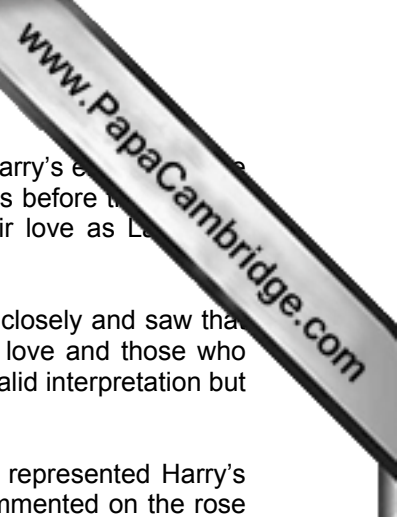 www.PapaCambridge.com
arry's
s before
ir love as
closely and saw that
love and those who
alid interpretation but
represented Harry's
mmented on the rose